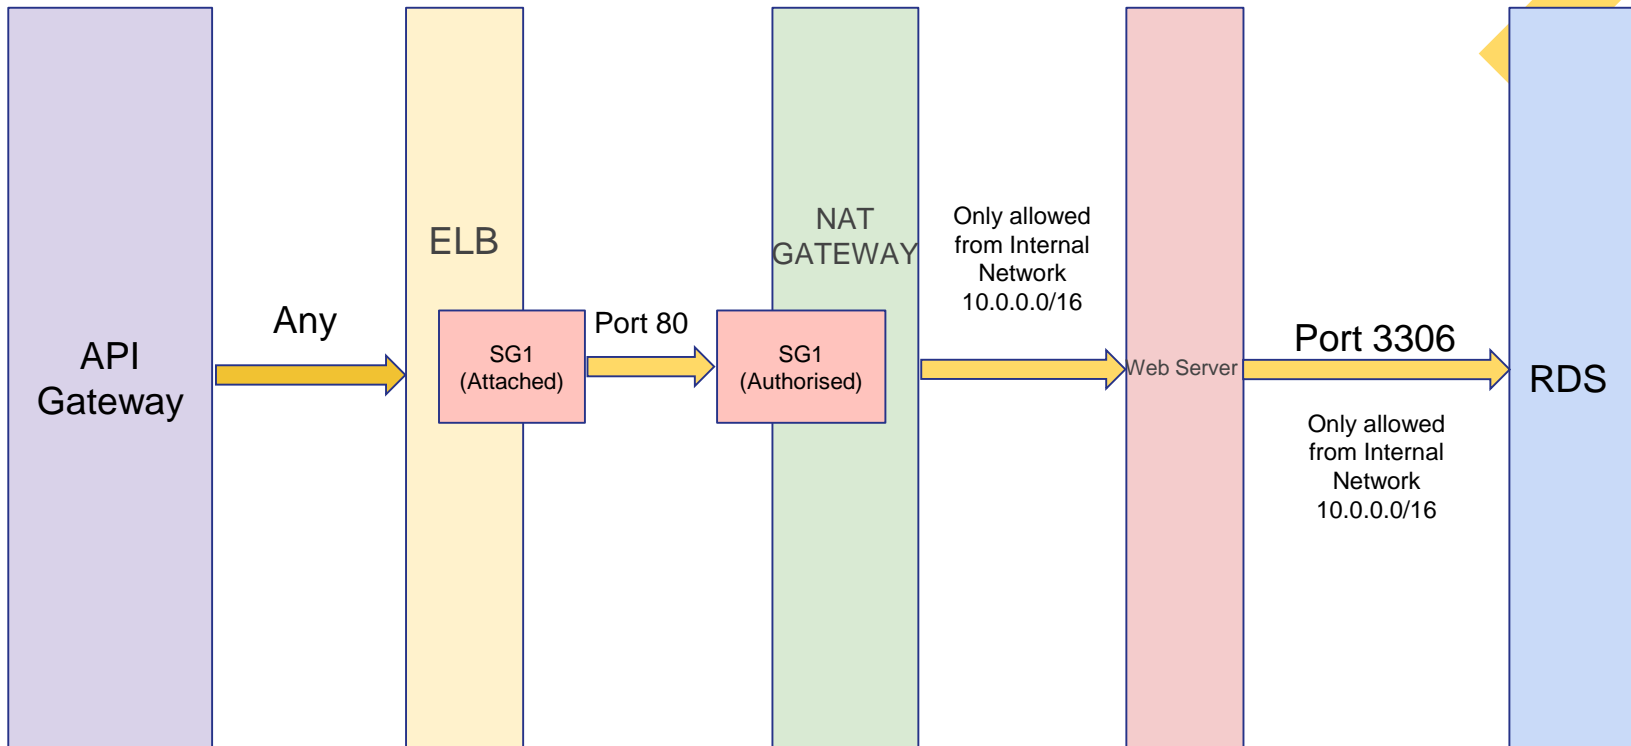 API
Gateway
Any
ELB
SG1
(Attached)
Port 80
NAT
GATEWAY
SG1
(Authorised)
Only allowed
from Internal
Network
10.0.0.0/16
Web Server
Port 3306
Only allowed
from Internal
Network
10.0.0.0/16
RDS